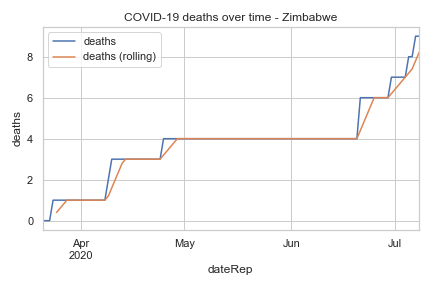 COVID-19 deaths over time - Zimbabwe
deaths
deaths (rolling)
8
6
4
2
0
deaths
Apr
2020
May
Jun
Jul
dateRep